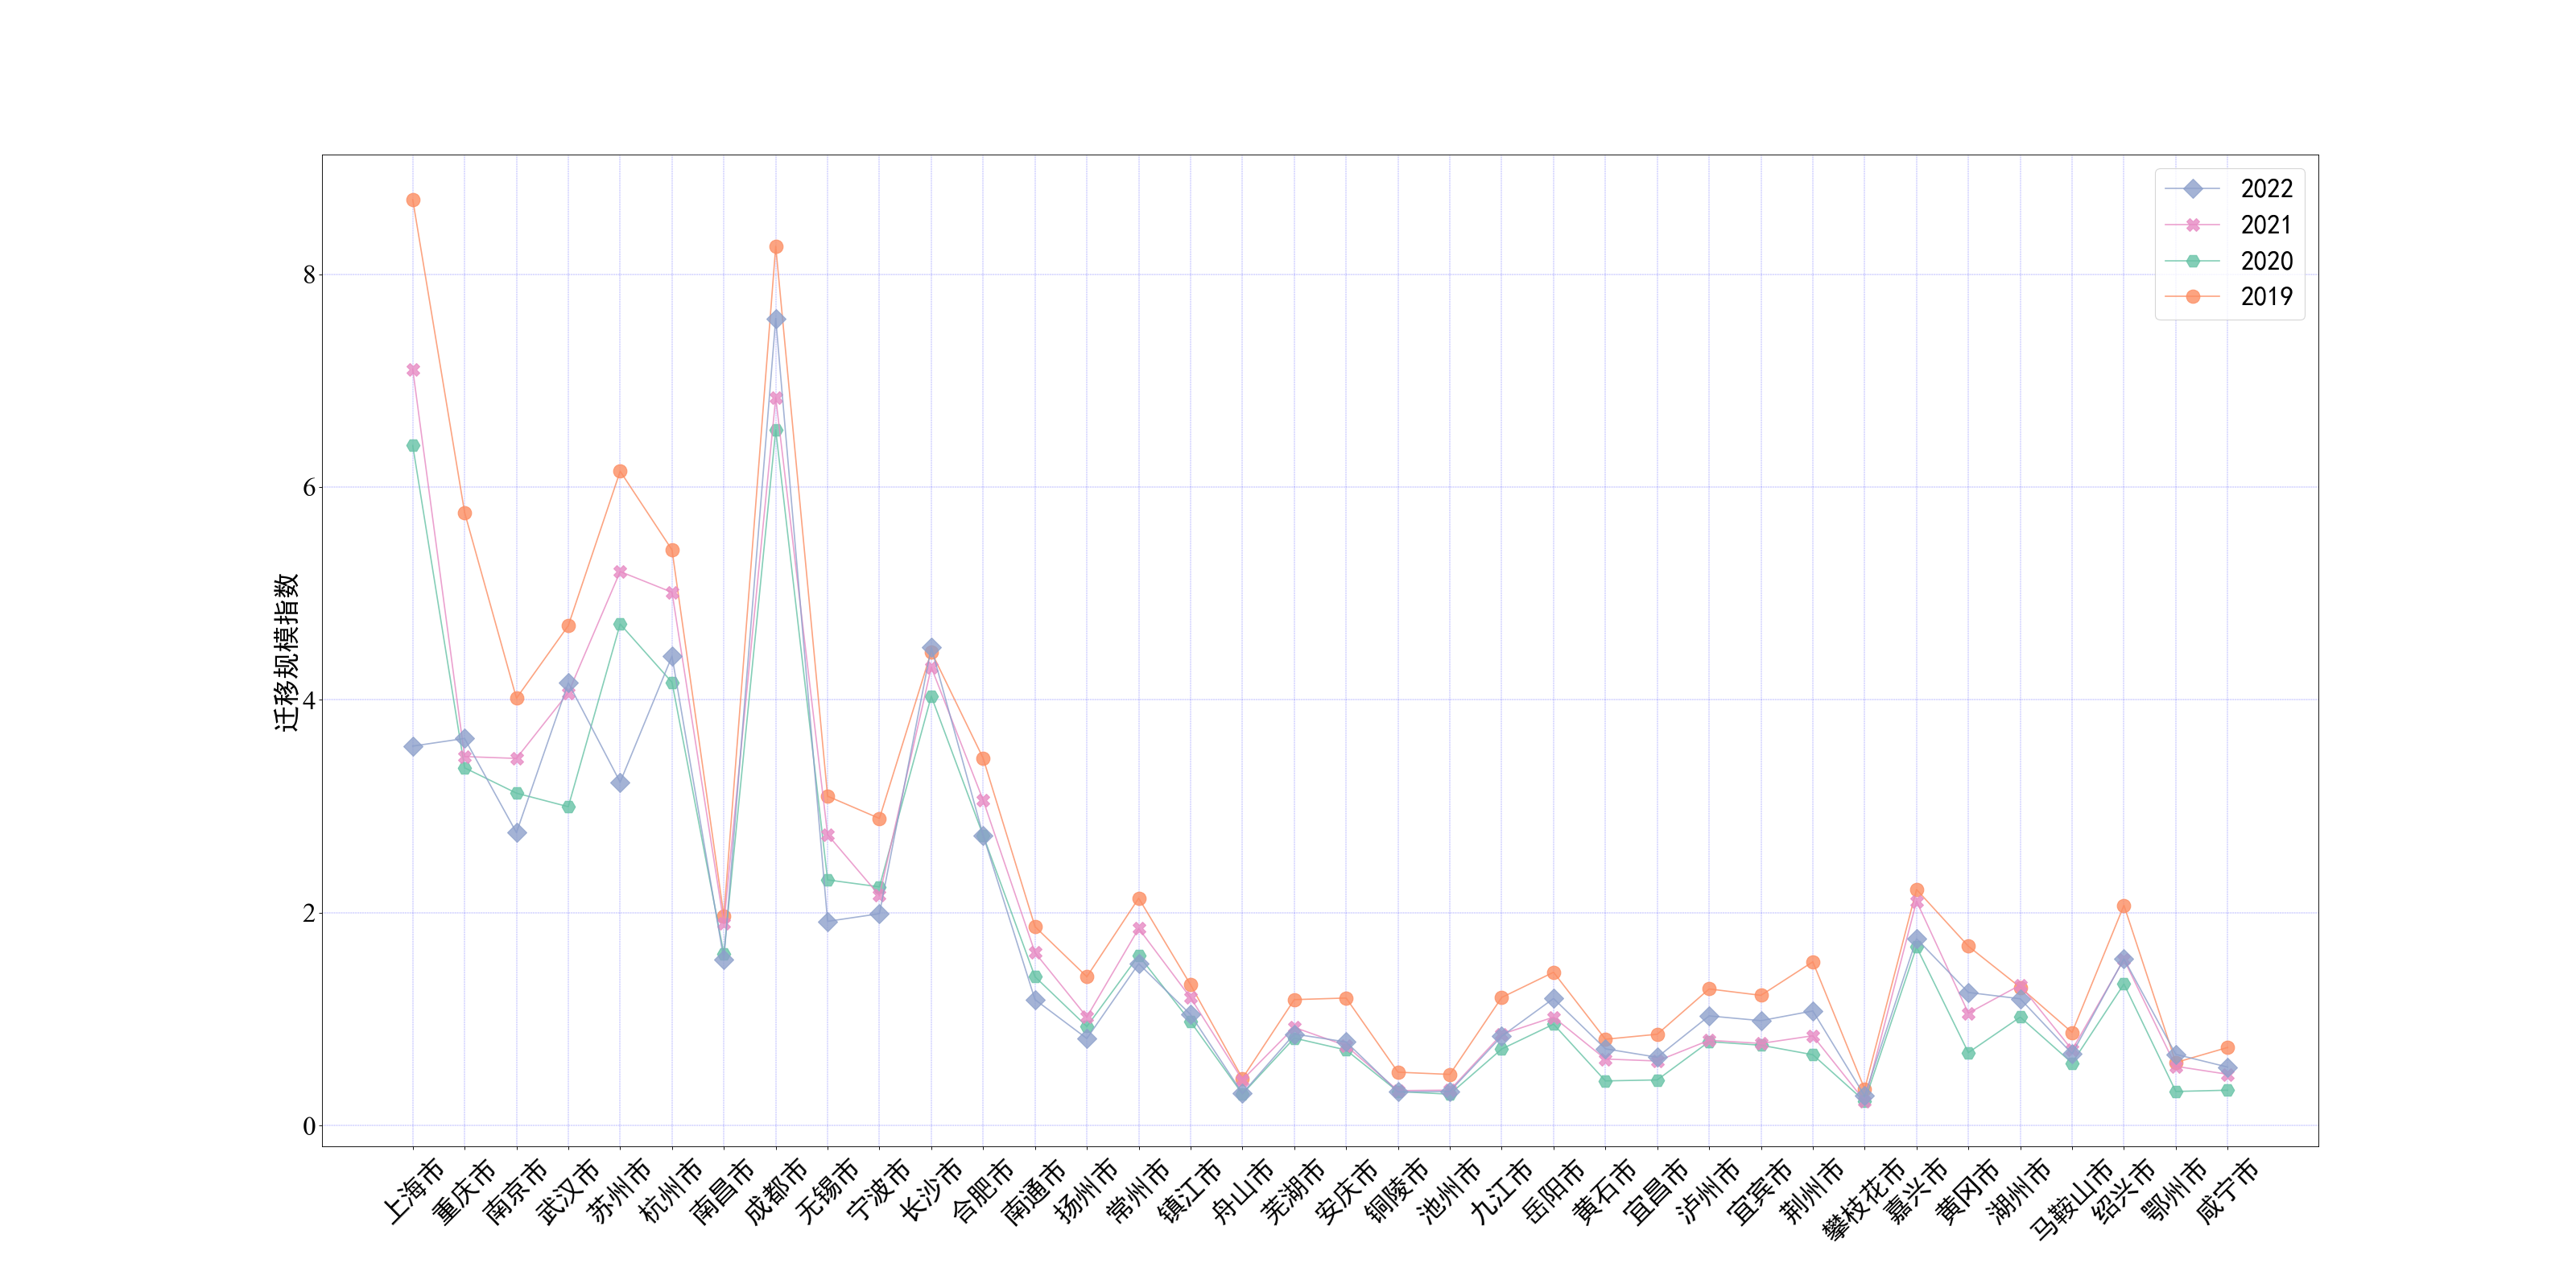 2022
2021
2020
2019
迁移规模指数
8
6
4
2
0
上海市
重庆市
南京市
武汉市
苏州市
杭州市
南昌市
成都市
无锡市
宁波市
长沙市
合肥市
南通市
扬州市
常州市
镇江市
舟山市
芜湖市
安庆市
铜陵市
池州市
九江市
岳阳市
黄石市
宜昌市
泸州市
宜宾市
荆州市
攀枝花市
嘉兴市
黄冈市
湖州市
马鞍山市
绍兴市
鄂州市
咸宁市